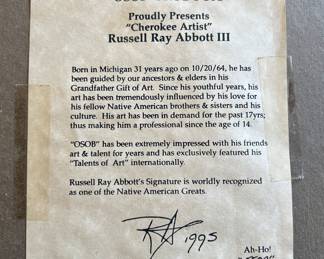 Proudly Presents
"Cherokee Artist"
Russell Ray Abbott III
Born in Michigan 31 years ago on 10/20/64, he has
been guided by our ancestors & elders in his
Grandfather Gift of Art. Since his youthful years, his
art has been tremendously influenced by his love for
his fellow Native American brothers & sisters and his
culture. His art has been in demand for the past 17yrs;
thus making him a professional since the age of 14.
"OSOB" has been extremely impressed with his friends
art & talent for years and has exclusively featured his
"Talents of Art" internationally.
Russell Ray Abbott's Signature is worldly recognized
as one of the Native American Greats.
1995
Ah-Ho!